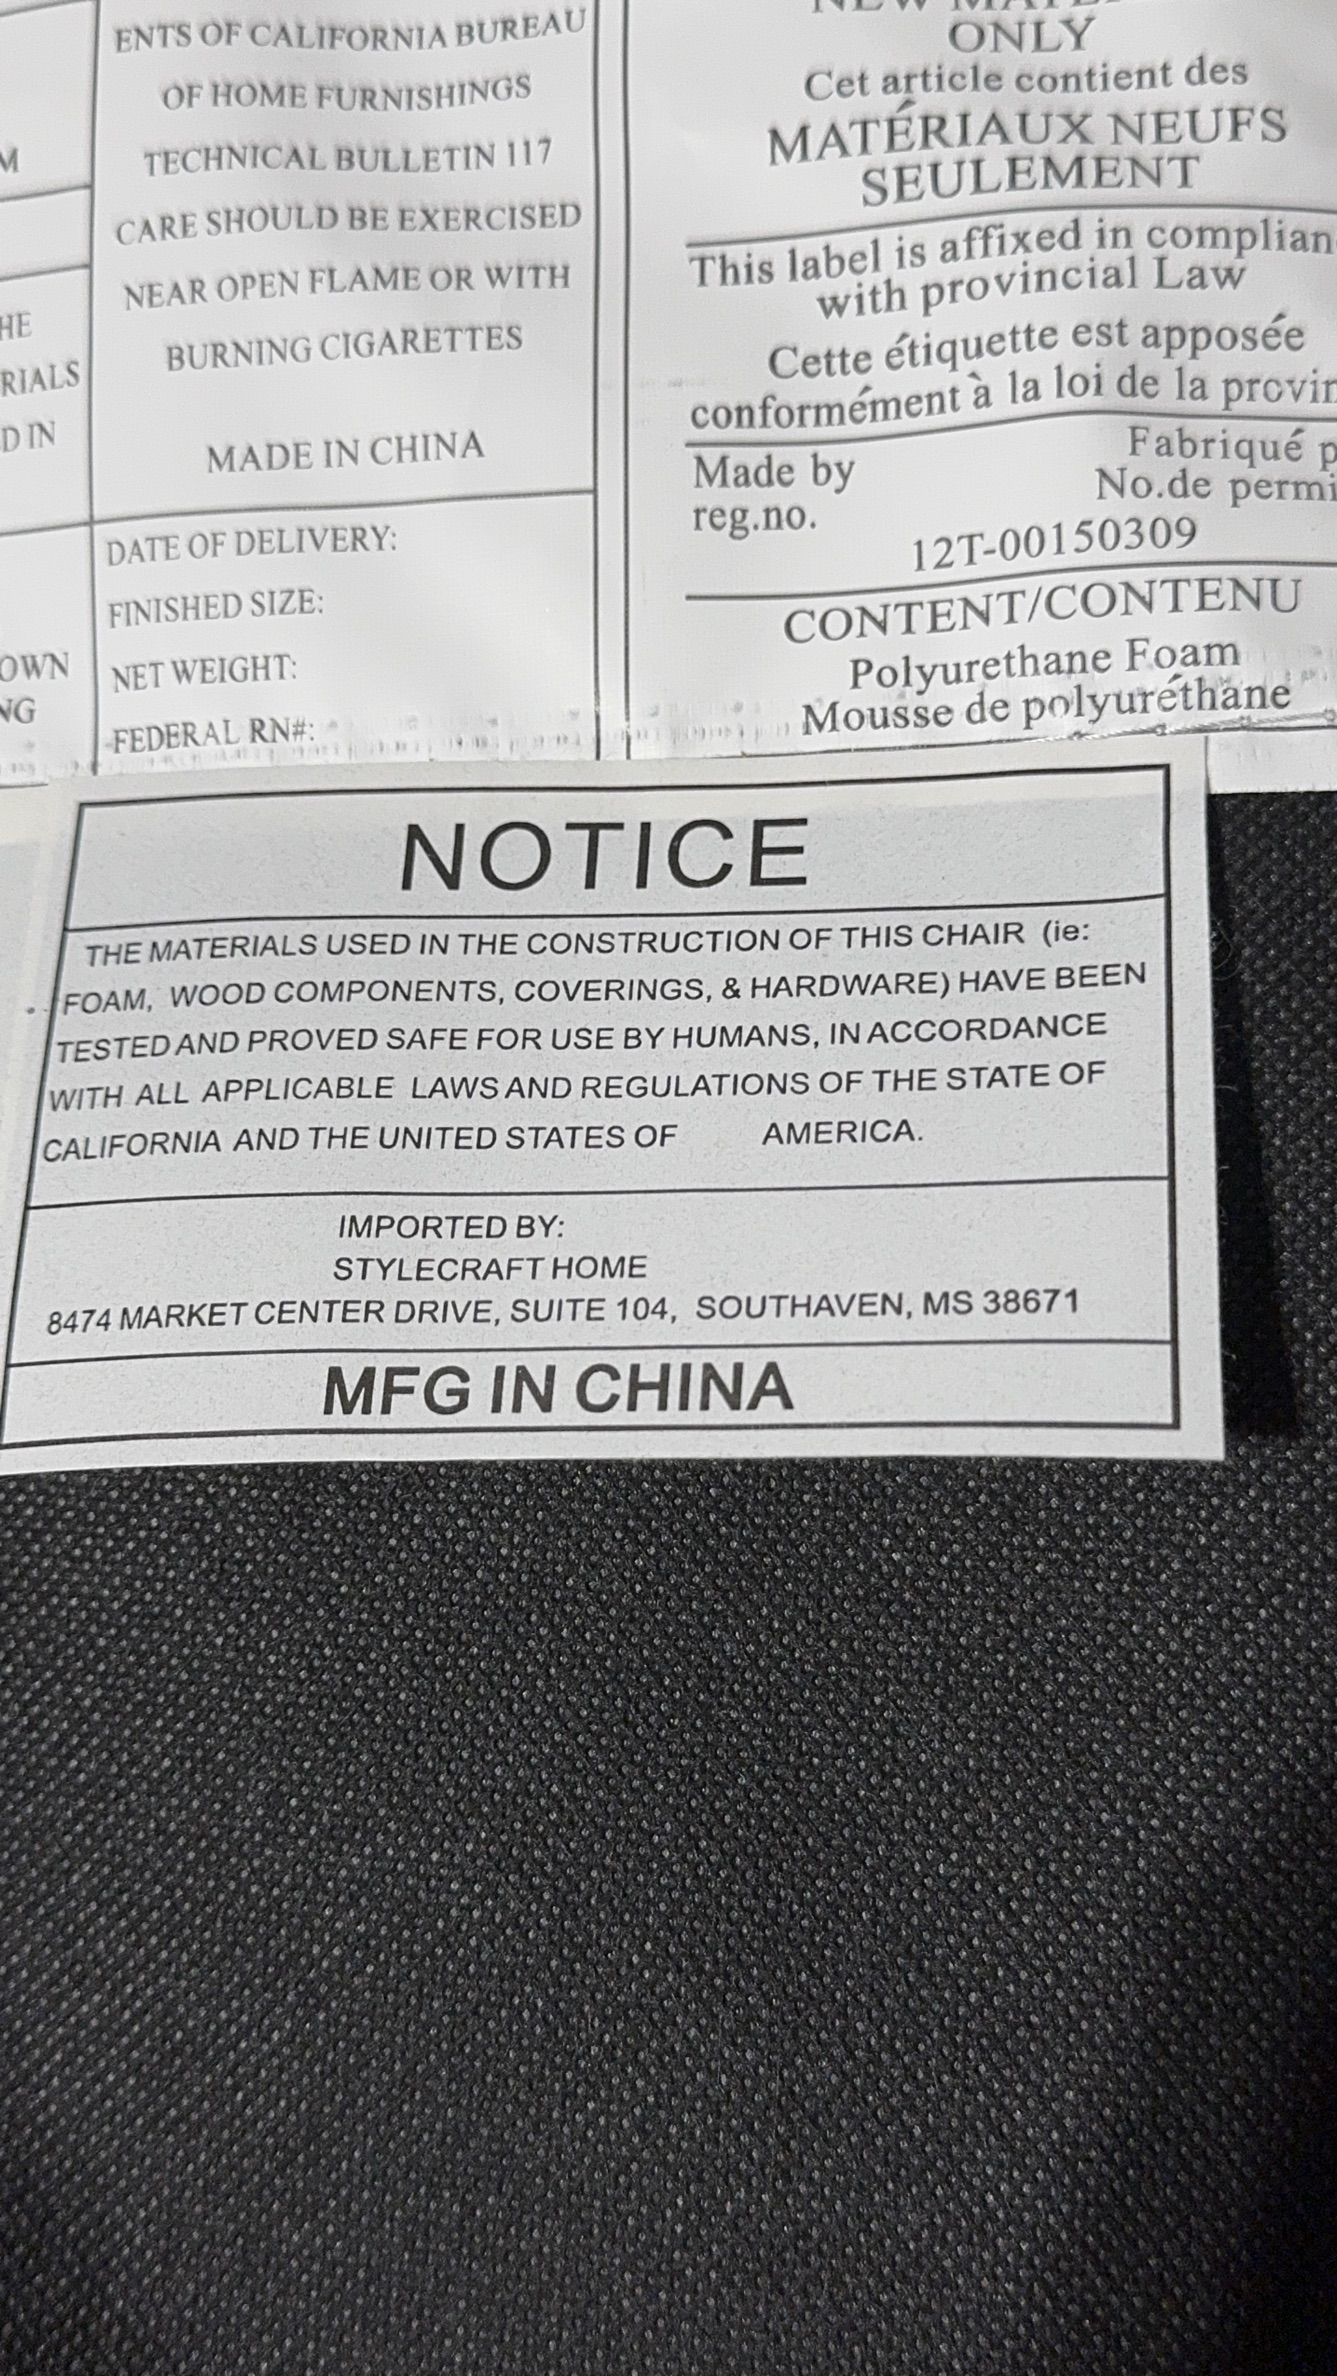 M
HE
RIALS
D IN
OWN
NG
ENTS OF CALIFORNIA BUREAU
OF HOME FURNISHINGS
TECHNICAL BULLETIN 117
CARE SHOULD BE EXERCISED
NEAR OPEN FLAME OR WITH
BURNING CIGARETTES
MADE IN CHINA
DATE OF DELIVERY:
FINISHED SIZE:
NET WEIGHT:
FEDERAL RN#:
ONLY
Cet article contient des
MATÉRIAUX NEUFS
SEULEMENT
This label is affixed in complian
with provincial Law
Cette étiquette est apposée
conformément à la loi de la provin
Made by Fabriqué p
reg.no. No.de permi
12T-00150309
CONTENT/CONTENU
Polyurethane Foam
Mousse de polyuréthane
NOTICE
THE MATERIALS USED IN THE CONSTRUCTION OF THIS CHAIR (ie:
FOAM, WOOD COMPONENTS, COVERINGS, & HARDWARE) HAVE BEEN
TESTED AND PROVED SAFE FOR USE BY HUMANS, IN ACCORDANCE
WITH ALL APPLICABLE LAWS AND REGULATIONS OF THE STATE OF
CALIFORNIA AND THE UNITED STATES OF AMERICA.
IMPORTED BY:
STYLECRAFT HOME
8474 MARKET CENTER DRIVE, SUITE 104, SOUTHAVEN, MS 38671
MFG IN CHINA